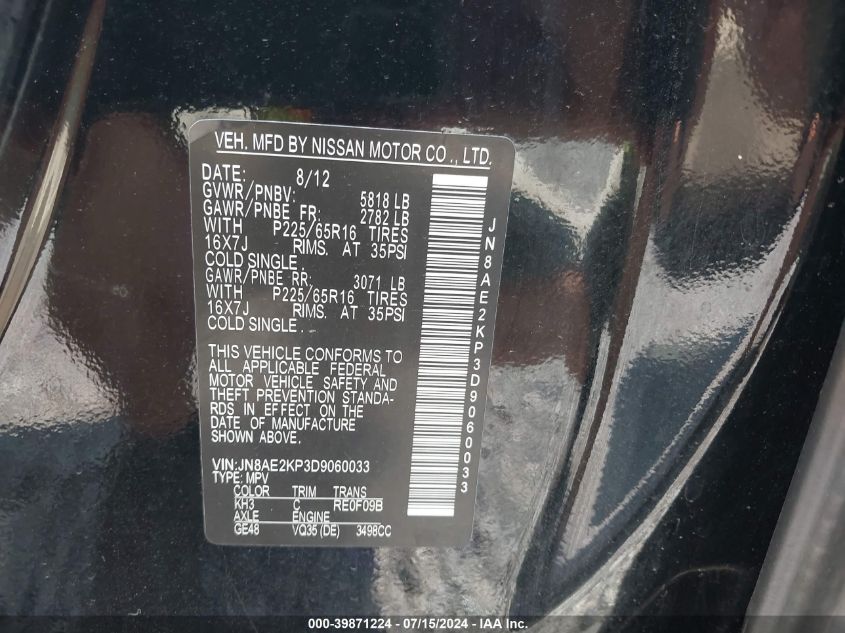 VEH. MFD BY NISSAN MOTOR CO., LTD.
DATE: 8/12
GVWR/PNBV: 5818 LB
GAWR/PNBE FR: 2782 LB
WITH P225/65R16 TIRES
16X7J RIMS. AT 35PSI
COLD SINGLE
GAWR/PNBE RR: 3071 LB
WITH P225/65R16 TIRES
16X7J RIMS. AT 35PSI
COLD SINGLE.
THIS VEHICLE CONFORMS TO
ALL APPLICABLE FEDERAL
MOTOR VEHICLE SAFETY AND
THEFT PREVENTION STANDA-
RDS IN EFFECT ON THE
DATE OF MANUFACTURE
SHOWN ABOVE.
VIN:JN8AE2KP3D9060033
TYPE: MPV
COLOR TRIM TRANS
KH3 C RE0F09B
AXLE ENGINE
GE48 VQ35 (DE) 3498CC
JN8AE2KP3D9060033
000-39871224 - 07/15/2024 - IAA Inc.